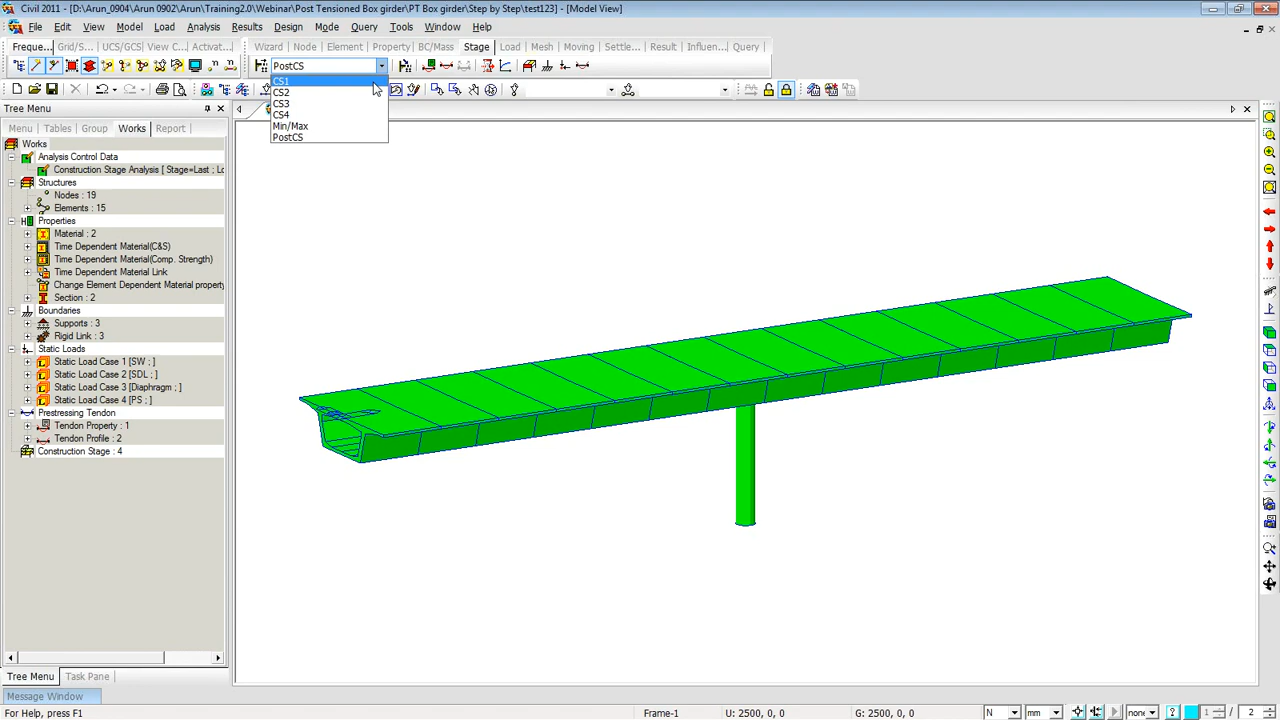 Civil 2011 - [D:\Arun_0904\Arun 0902\Arun\Training2.0\Webinar\Post Tensioned Box girder\PT Box girder\Step by Step\test123] - [Model View]
File Edit View Model Load Analysis Results Design Mode Query Tools Window Help
Freque... Grid/S... UCS/GCS View C... Activat... Wizard Node Element Property BC/Mass Stage Load Mesh Moving Settle... Result Influen... Query
PostCS
CS1
CS2
CS3
CS4
Min/Max
PostCS
Tree Menu
Menu Tables Group Works Report
Works
Analysis Control Data
Construction Stage Analysis [ Stage=Last ; Lo
Structures
Nodes : 19
Elements : 15
Properties
Material : 2
Time Dependent Material(C&S)
Time Dependent Material(Comp. Strength)
Time Dependent Material Link
Change Element Dependent Material property
Section : 2
Boundaries
Supports : 3
Rigid Link : 3
Static Loads
Static Load Case 1 [SW ; ]
Static Load Case 2 [SDL ; ]
Static Load Case 3 [Diaphragm ; ]
Static Load Case 4 [PS ; ]
Prestressing Tendon
Tendon Property : 1
Tendon Profile : 2
Construction Stage : 4
Tree Menu Task Pane
Message Window
For Help, press F1 Frame-1 U: 2500, 0, 0 G: 2500, 0, 0 N mm none ? 1 / 2